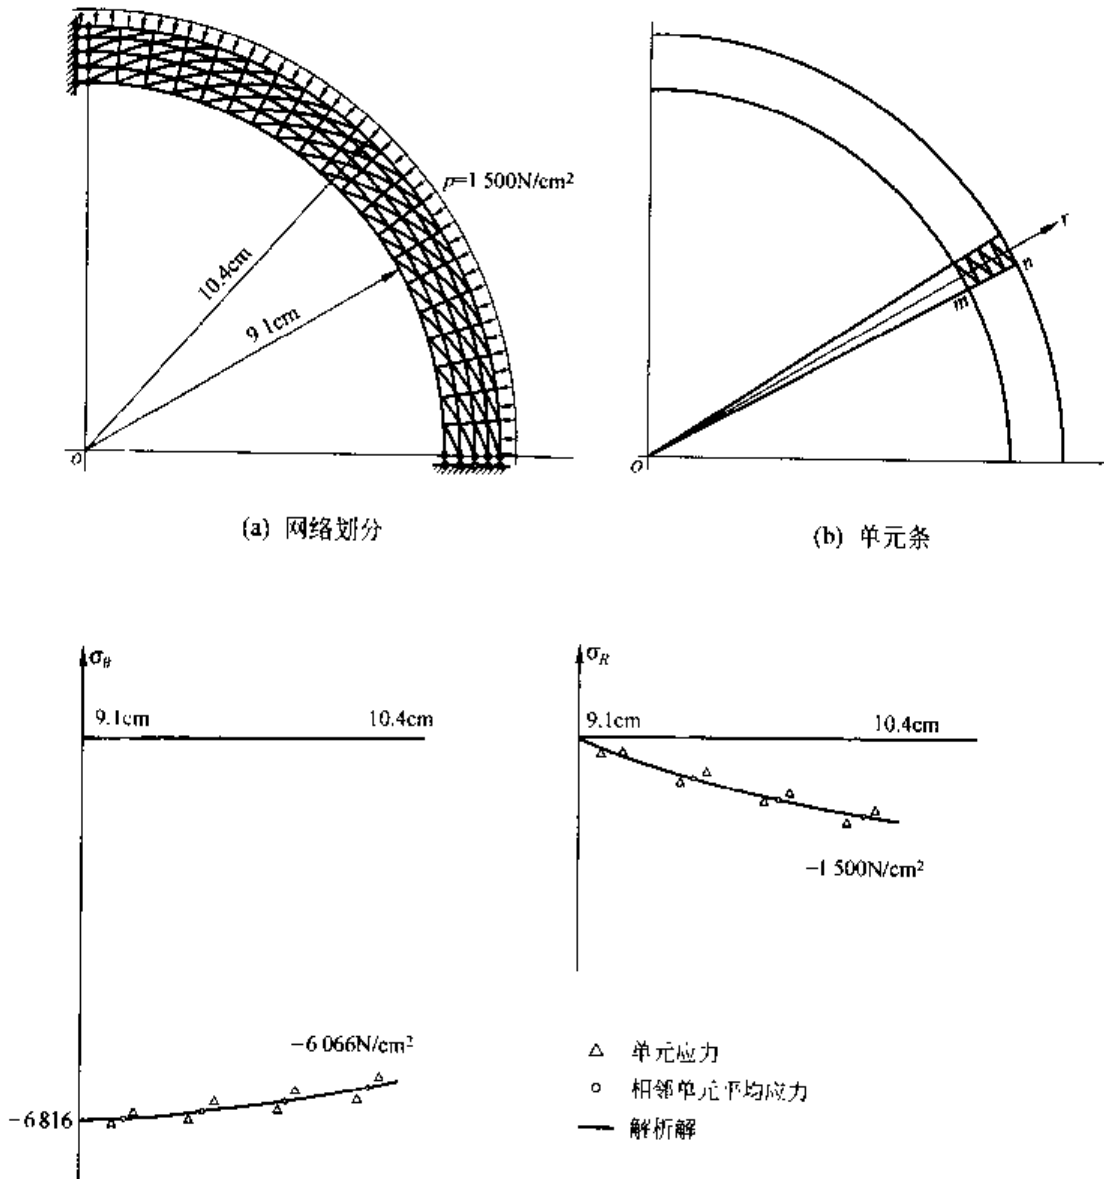 p=1 500N/cm²
10.4cm
9.1cm
O
(a) 网络划分
r
n
m
O
(b) 单元条
σθ
9.1cm 10.4cm
−6 066N/cm²
−6 816
σR
9.1cm 10.4cm
−1 500N/cm²
△ 单元应力
○ 相邻单元平均应力
— 解析解